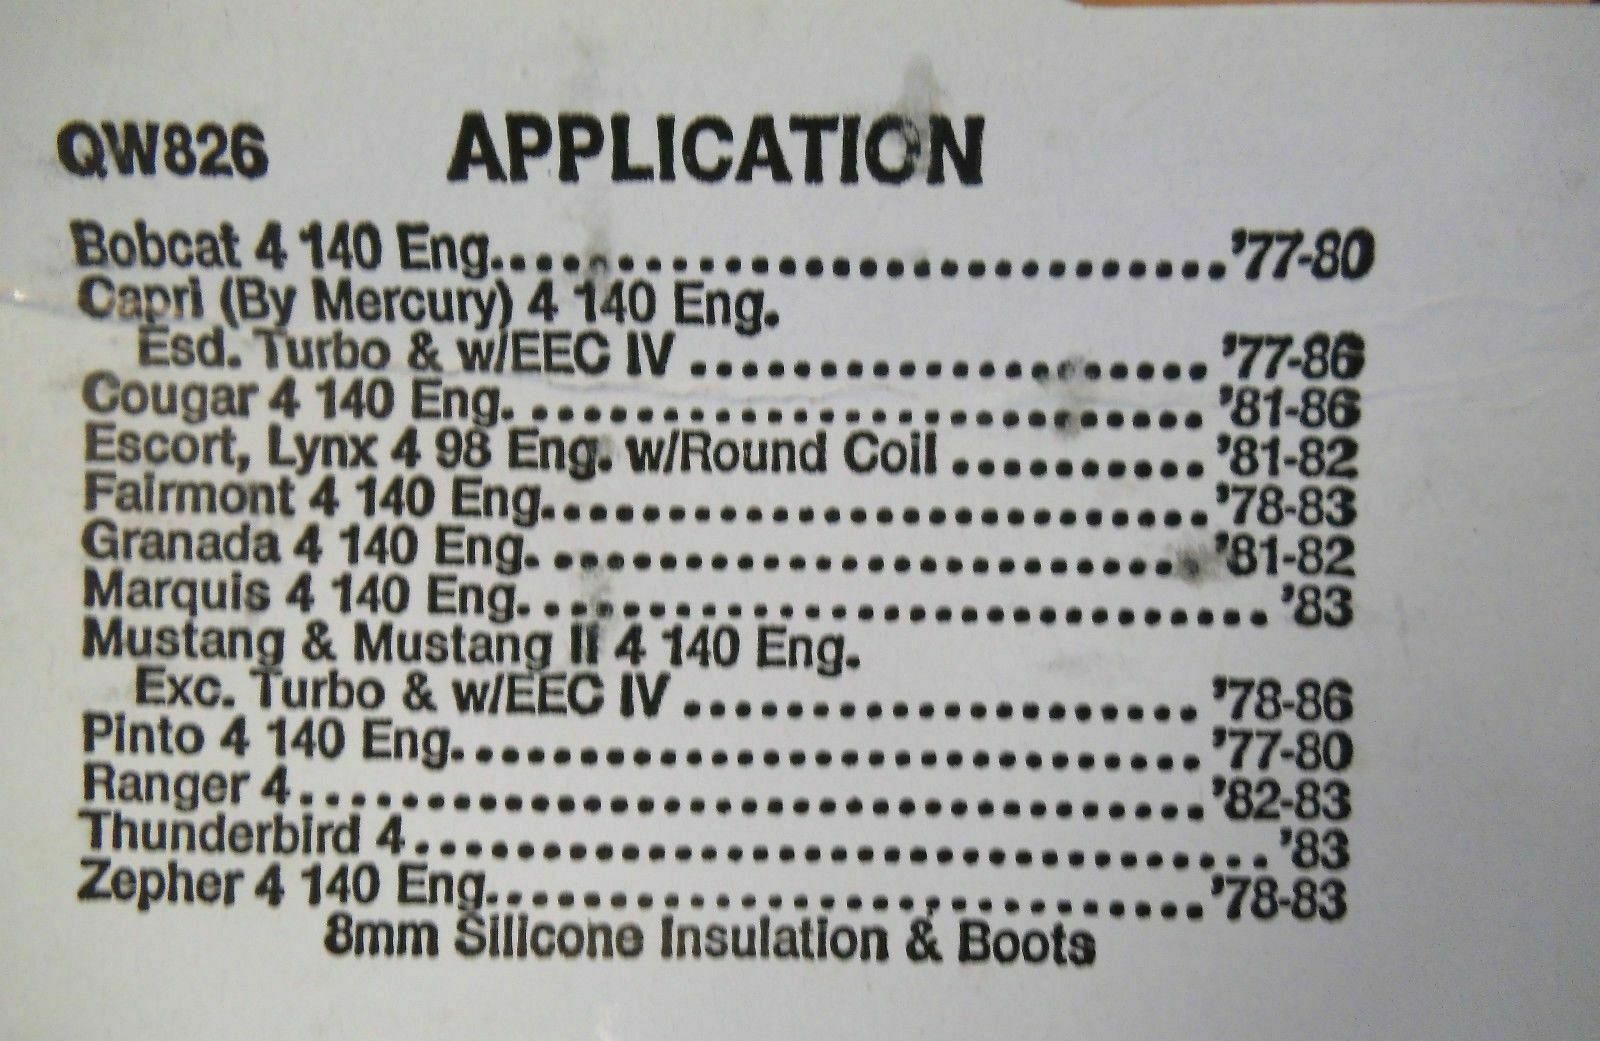 QW826 APPLICATION
Bobcat 4 140 Eng............................'77-80
Capri (By Mercury) 4 140 Eng.
Esd. Turbo & w/EEC IV ....................'77-86
Cougar 4 140 Eng. ..........................'81-86
Escort, Lynx 4 98 Eng. w/Round Coil ..........'81-82
Fairmont 4 140 Eng..........................'78-83
Granada 4 140 Eng. ........................'81-82
Marquis 4 140 Eng............................. '83
Mustang & Mustang II 4 140 Eng.
Exc. Turbo & w/EEC IV ....................'78-86
Pinto 4 140 Eng.............................'77-80
Ranger 4...................................'82-83
Thunderbird 4.................................'83
Zepher 4 140 Eng............................'78-83
8mm Silicone Insulation & Boots